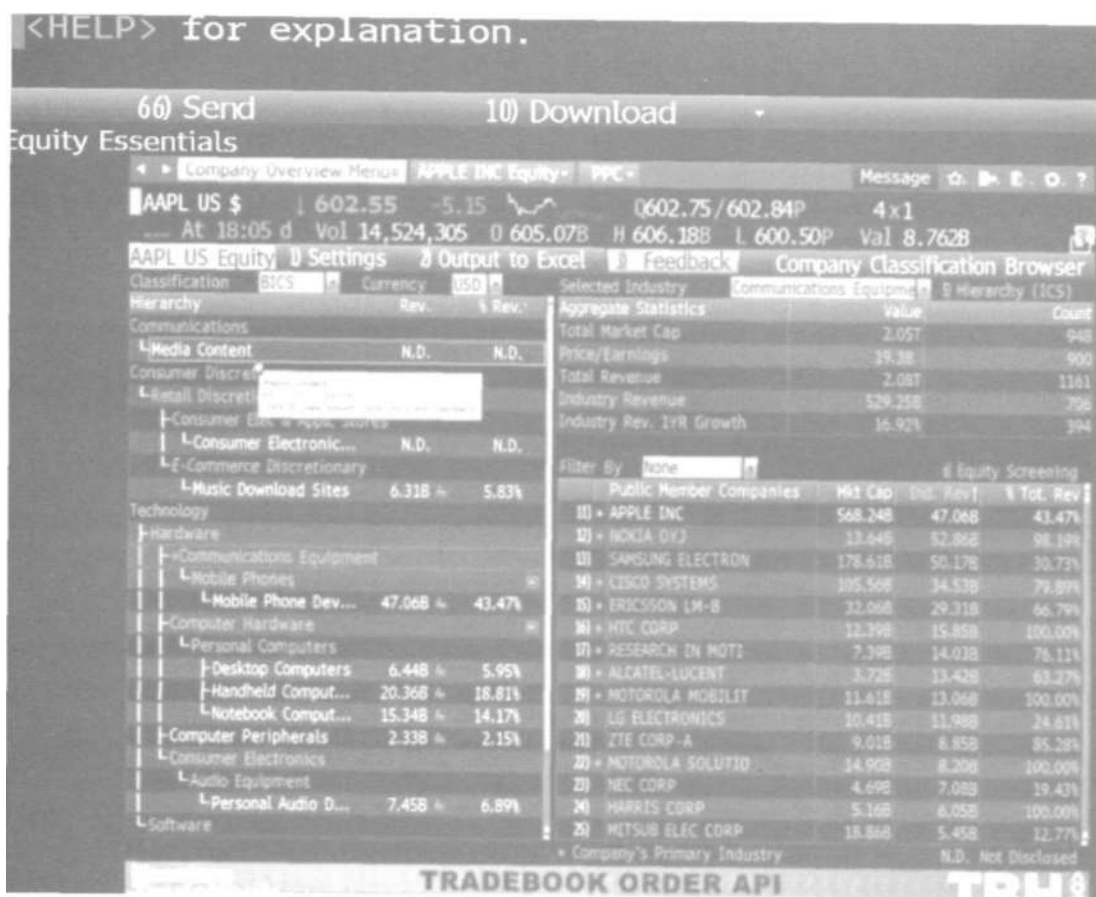 <HELP> for explanation.
66) Send 10) Download
Equity Essentials
Company Overview Menu APPLE INC Equity PPC Message
AAPL US $ ↓ 602.55 -5.15 Q602.75/602.84P 4x1
At 18:05 d Vol 14,524,305 O 605.07B H 606.18B L 600.50P Val 8.762B
AAPL US Equity 1) Settings 2) Output to Excel Feedback Company Classification Browser
Classification BICS Currency USD
Hierarchy Rev. % Rev.
Communications
Media Content N.D. N.D.
Consumer Discre
Retail Discreti
Consumer Elec & Appl. Stores
Consumer Electronic... N.D. N.D.
E-Commerce Discretionary
Music Download Sites 6.31B 5.83%
Technology
Hardware
Communications Equipment
Mobile Phones
Mobile Phone Dev... 47.06B 43.47%
Computer Hardware
Personal Computers
Desktop Computers 6.44B 5.95%
Handheld Comput... 20.36B 18.81%
Notebook Comput... 15.34B 14.17%
Computer Peripherals 2.33B 2.15%
Consumer Electronics
Audio Equipment
Personal Audio D... 7.45B 6.89%
Software
Selected Industry Communications Equipme Hierarchy (ICS)
Aggregate Statistics Value Count
Total Market Cap 2.05T 948
Price/Earnings 19.38 900
Total Revenue 2.08T 1161
Industry Revenue 529.25B 706
Industry Rev. 1YR Growth 16.92% 394
Filter By None Equity Screening
Public Member Companies Mkt Cap Ind. Rev↑ % Tot. Rev
11) + APPLE INC 568.24B 47.06B 43.47%
12) + NOKIA OYJ 13.64B 52.86B 98.19%
13) SAMSUNG ELECTRON 178.61B 50.17B 30.73%
14) + CISCO SYSTEMS 105.56B 34.53B 79.89%
15) + ERICSSON LM-B 32.06B 29.31B 66.79%
16) + HTC CORP 12.39B 15.85B 100.00%
17) + RESEARCH IN MOTI 7.39B 14.03B 76.11%
18) + ALCATEL-LUCENT 3.72B 13.42B 63.27%
19) + MOTOROLA MOBILIT 11.61B 13.06B 100.00%
20) LG ELECTRONICS 10.41B 11.98B 24.61%
21) ZTE CORP-A 9.01B 8.85B 85.28%
22) + MOTOROLA SOLUTIO 14.90B 8.20B 100.00%
23) NEC CORP 4.69B 7.08B 19.43%
24) HARRIS CORP 5.16B 6.05B 100.00%
25) MITSUB ELEC CORP 18.86B 5.45B 12.77%
+ Company's Primary Industry N.D. Not Disclosed
TRADEBOOK ORDER API